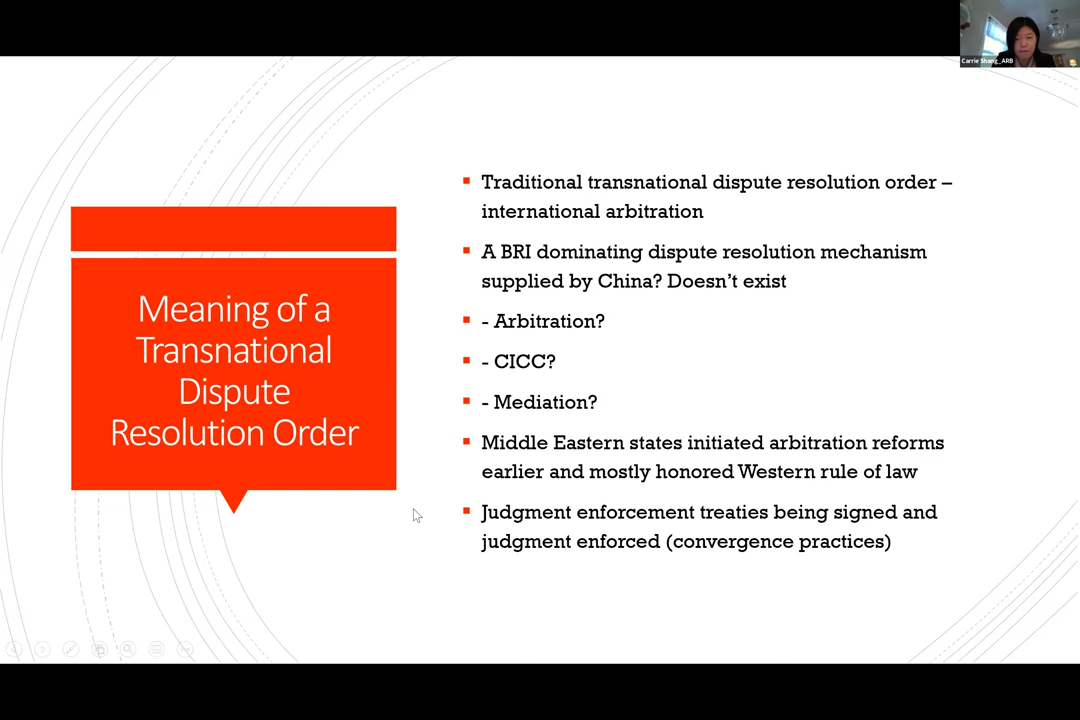 Carrie Shang_ARB
Meaning of a
Transnational
Dispute
Resolution Order
Traditional transnational dispute resolution order –
international arbitration
A BRI dominating dispute resolution mechanism
supplied by China? Doesn’t exist
- Arbitration?
- CICC?
- Mediation?
Middle Eastern states initiated arbitration reforms
earlier and mostly honored Western rule of law
Judgment enforcement treaties being signed and
judgment enforced (convergence practices)